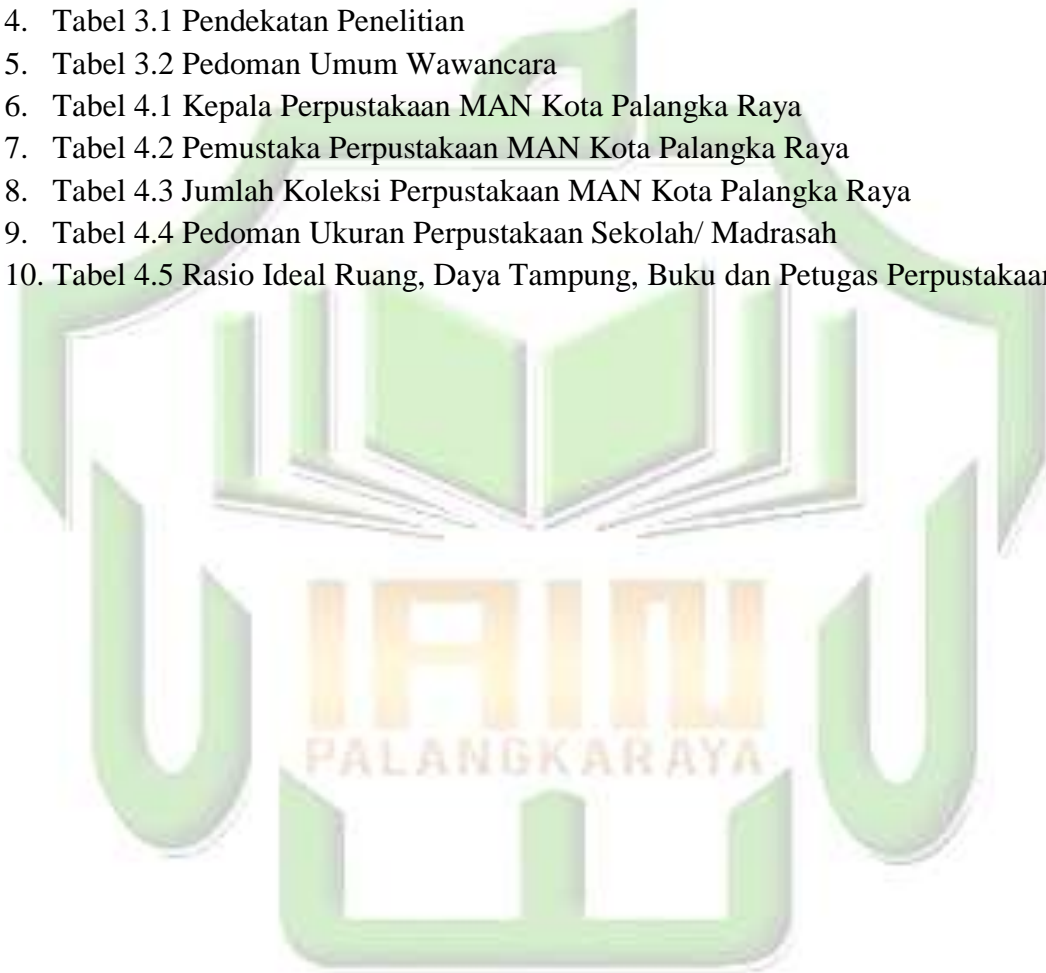 4. Tabel 3.1 Pendekatan Penelitian
5. Tabel 3.2 Pedoman Umum Wawancara
6. Tabel 4.1 Kepala Perpustakaan MAN Kota Palangka Raya
7. Tabel 4.2 Pemustaka Perpustakaan MAN Kota Palangka Raya
8. Tabel 4.3 Jumlah Koleksi Perpustakaan MAN Kota Palangka Raya
9. Tabel 4.4 Pedoman Ukuran Perpustakaan Sekolah/ Madrasah
10. Tabel 4.5 Rasio Ideal Ruang, Daya Tampung, Buku dan Petugas Perpustakaan
IAIN
PALANGKARAYA